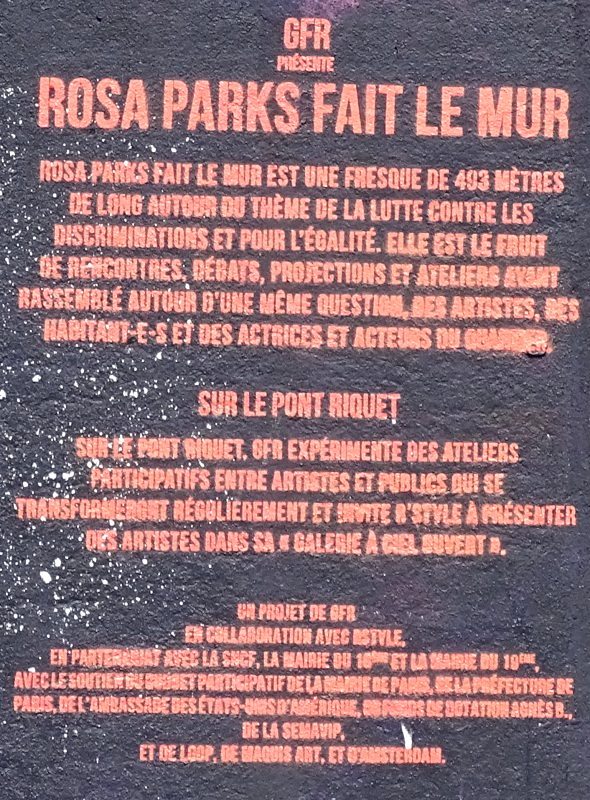 GFR
PRÉSENTE
ROSA PARKS FAIT LE MUR
ROSA PARKS FAIT LE MUR EST UNE FRESQUE DE 493 MÈTRES
DE LONG AUTOUR DU THÈME DE LA LUTTE CONTRE LES
DISCRIMINATIONS ET POUR L'ÉGALITÉ. ELLE EST LE FRUIT
DE RENCONTRES, DÉBATS, PROJECTIONS ET ATELIERS AYANT
RASSEMBLÉ AUTOUR D'UNE MÊME QUESTION, DES ARTISTES, DES
HABITANT-E-S ET DES ACTRICES ET ACTEURS DU QUARTIER.
SUR LE PONT RIQUET
SUR LE PONT RIQUET, GFR EXPÉRIMENTE DES ATELIERS
PARTICIPATIFS ENTRE ARTISTES ET PUBLICS QUI SE
TRANSFORMERONT RÉGULIEREMENT ET INVITE R'STYLE À PRÉSENTER
DES ARTISTES DANS SA « GALERIE À CIEL OUVERT ».
UN PROJET DE GFR
EN COLLABORATION AVEC RSTYLE,
EN PARTENARIAT AVEC LA SNCF, LA MAIRIE DU 18ÈME ET LA MAIRIE DU 19ÈME,
AVEC LE SOUTIEN DU BUDGET PARTICIPATIF DE LA MAIRIE DE PARIS, DE LA PRÉFECTURE DE
PARIS, DE L'AMBASSADE DES ÉTATS-UNIS D'AMÉRIQUE, DU FONDS DE DOTATION AGNÈS B.,
DE LA SEMAVIP,
ET DE LOOP, DE MAQUIS ART, ET D'AMSTERDAM.